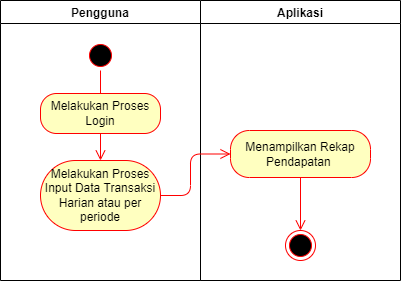 Pengguna
Aplikasi
Melakukan Proses
Login
Melakukan Proses
Input Data Transaksi
Harian atau per
periode
Menampilkan Rekap
Pendapatan